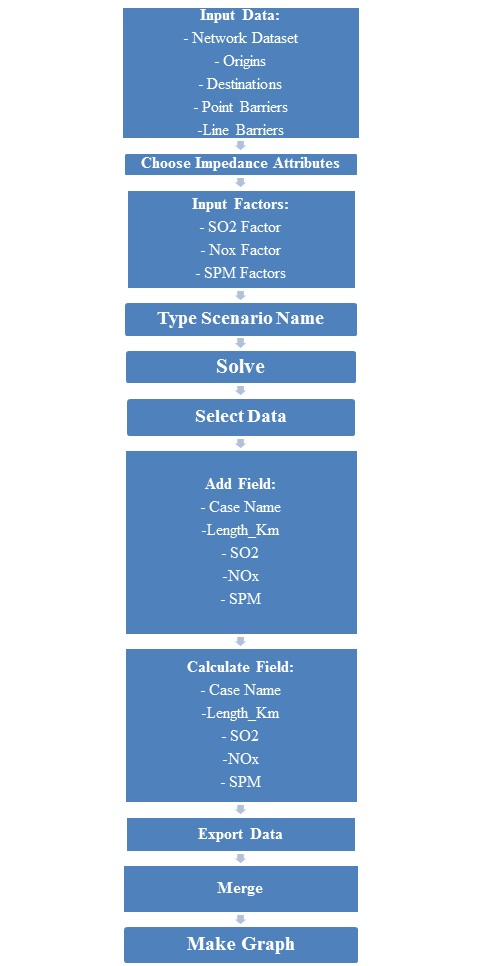 Input Data:
- Network Dataset
- Origins
- Destinations
- Point Barriers
-Line Barriers
Choose Impedance Attributes
Input Factors:
- SO2 Factor
- Nox Factor
- SPM Factors
Type Scenario Name
Solve
Select Data
Add Field:
- Case Name
-Length_Km
- SO2
-NOx
- SPM
Calculate Field:
- Case Name
-Length_Km
- SO2
-NOx
- SPM
Export Data
Merge
Make Graph